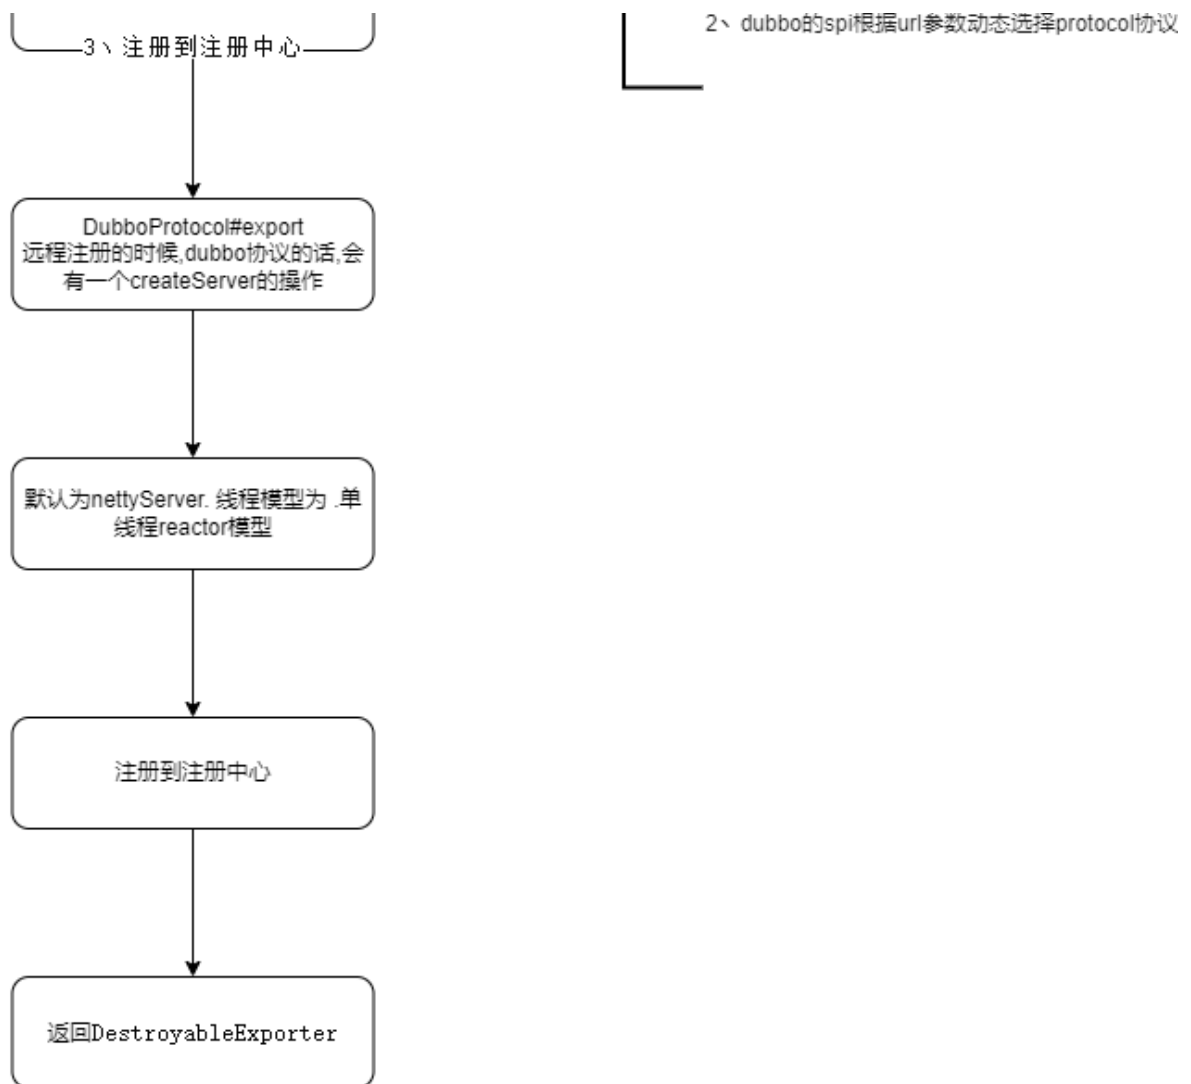 2、dubbo的spi根据url参数动态选择protocol协议
3、注册到注册中心
DubboProtocol#export
远程注册的时候,dubbo协议的话,会
有一个createServer的操作
默认为nettyServer. 线程模型为 .单
线程reactor模型
注册到注册中心
返回DestroyableExporter